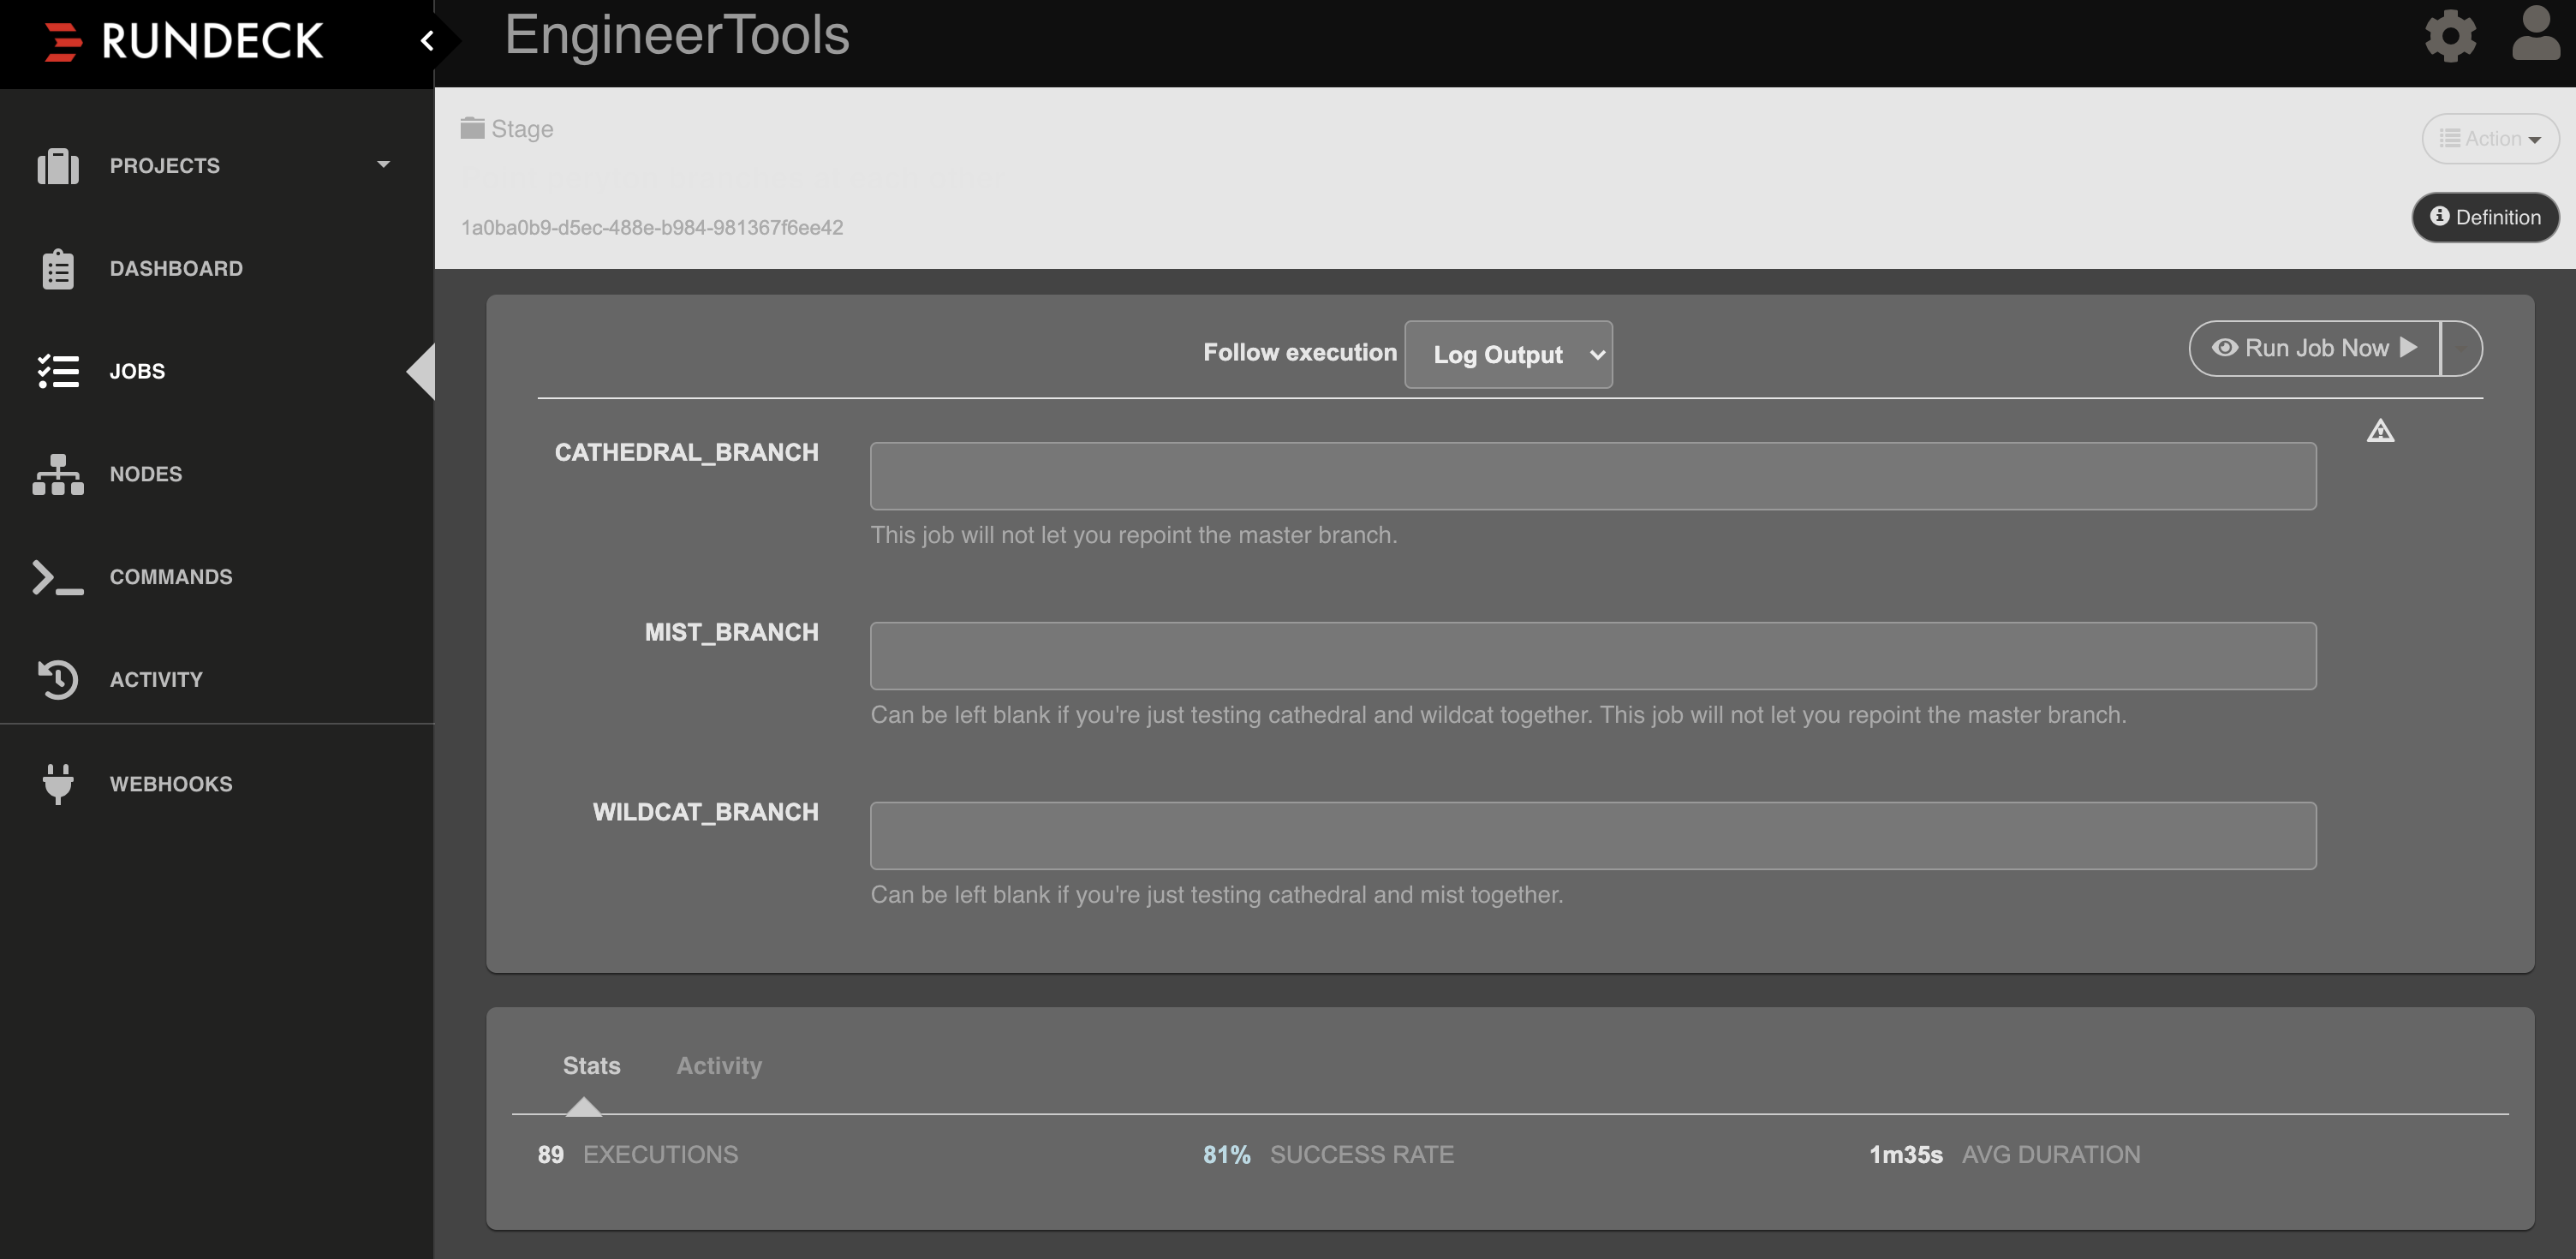 RUNDECK
EngineerTools
PROJECTS
DASHBOARD
JOBS
NODES
COMMANDS
ACTIVITY
WEBHOOKS
Stage
1a0ba0b9-d5ec-488e-b984-981367f6ee42
Action
Definition
Follow execution Log Output
Run Job Now
CATHEDRAL_BRANCH
This job will not let you repoint the master branch.
MIST_BRANCH
Can be left blank if you're just testing cathedral and wildcat together. This job will not let you repoint the master branch.
WILDCAT_BRANCH
Can be left blank if you're just testing cathedral and mist together.
Stats Activity
89 EXECUTIONS 81% SUCCESS RATE 1m35s AVG DURATION